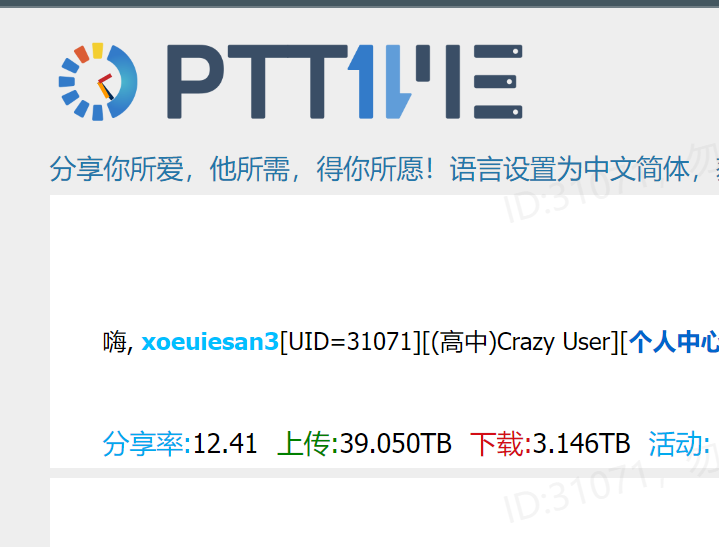 PTTIME
分享你所爱，他所需，得你所愿！语言设置为中文简体，
ID:31071，勿
嗨, xoeuiesan3[UID=31071][(高中)Crazy User][个人中心
分享率:12.41 上传:39.050TB 下载:3.146TB 活动:
ID:31071，勿